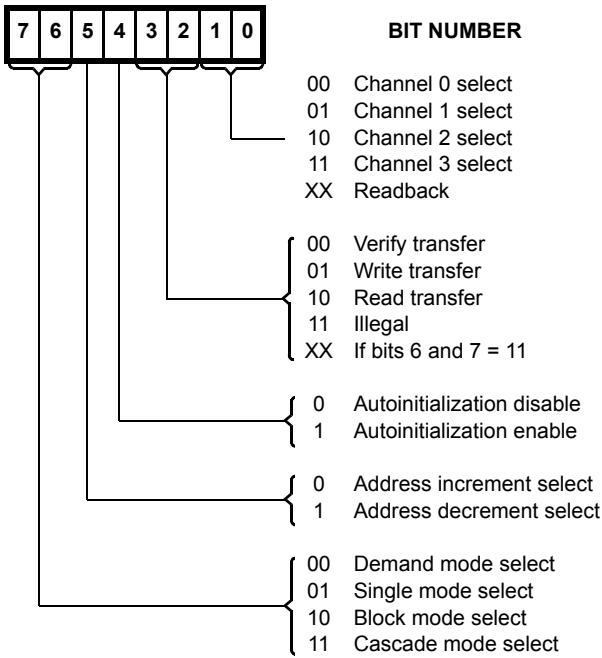 7 6 5 4 3 2 1 0 BIT NUMBER
00 Channel 0 select
01 Channel 1 select
10 Channel 2 select
11 Channel 3 select
XX Readback
00 Verify transfer
01 Write transfer
10 Read transfer
11 Illegal
XX If bits 6 and 7 = 11
0 Autoinitialization disable
1 Autoinitialization enable
0 Address increment select
1 Address decrement select
00 Demand mode select
01 Single mode select
10 Block mode select
11 Cascade mode select